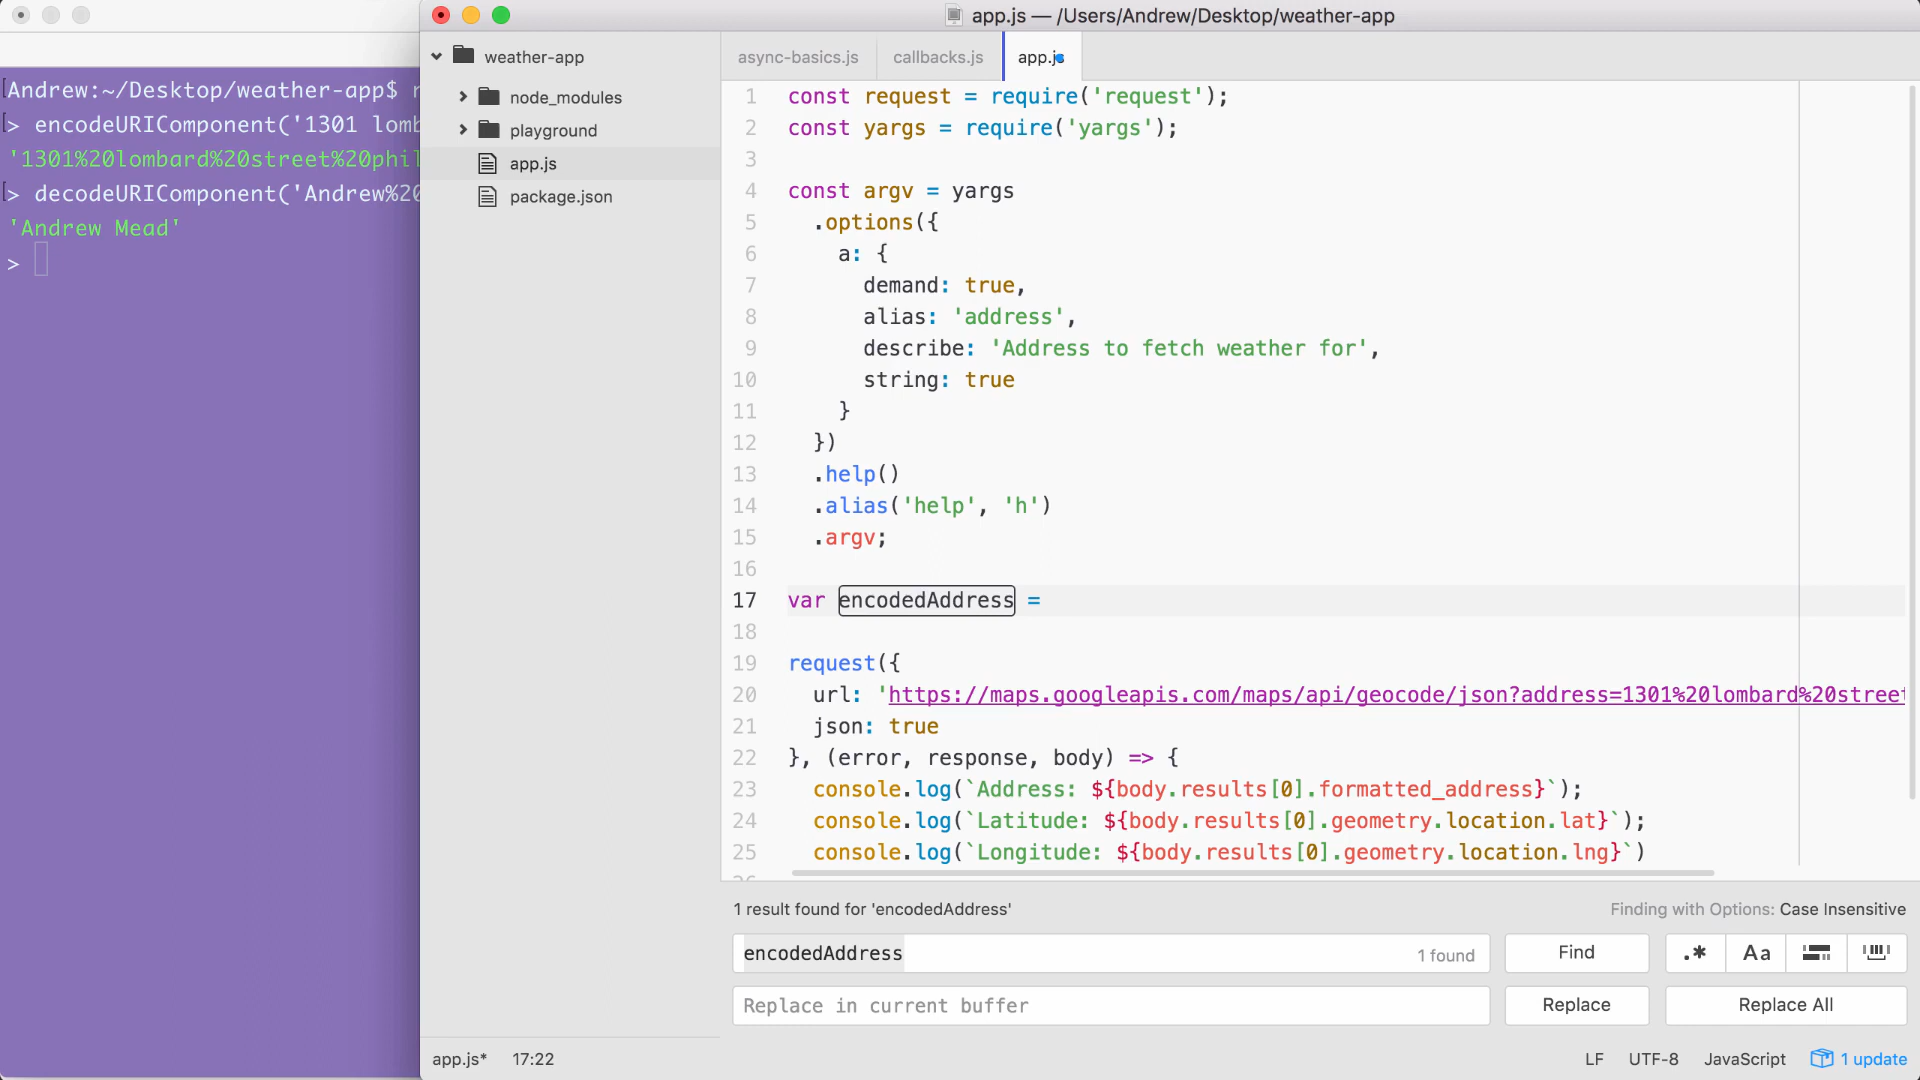 app.js — /Users/Andrew/Desktop/weather-app
Andrew:~/Desktop/weather-app$
> encodeURIComponent('1301 lomb
'1301%20lombard%20street%20phil
> decodeURIComponent('Andrew%20
'Andrew Mead'
>
weather-app
node_modules
playground
app.js
package.json
async-basics.js
callbacks.js
app.js
1 const request = require('request');
2 const yargs = require('yargs');
3
4 const argv = yargs
5 .options({
6 a: {
7 demand: true,
8 alias: 'address',
9 describe: 'Address to fetch weather for',
10 string: true
11 }
12 })
13 .help()
14 .alias('help', 'h')
15 .argv;
16
17 var encodedAddress =
18
19 request({
20 url: 'https://maps.googleapis.com/maps/api/geocode/json?address=1301%20lombard%20street
21 json: true
22 }, (error, response, body) => {
23 console.log(`Address: ${body.results[0].formatted_address}`);
24 console.log(`Latitude: ${body.results[0].geometry.location.lat}`);
25 console.log(`Longitude: ${body.results[0].geometry.location.lng}`)
1 result found for 'encodedAddress'
Finding with Options: Case Insensitive
encodedAddress
1 found
Find
.*
Aa
Replace in current buffer
Replace
Replace All
app.js*
17:22
LF
UTF-8
JavaScript
1 update